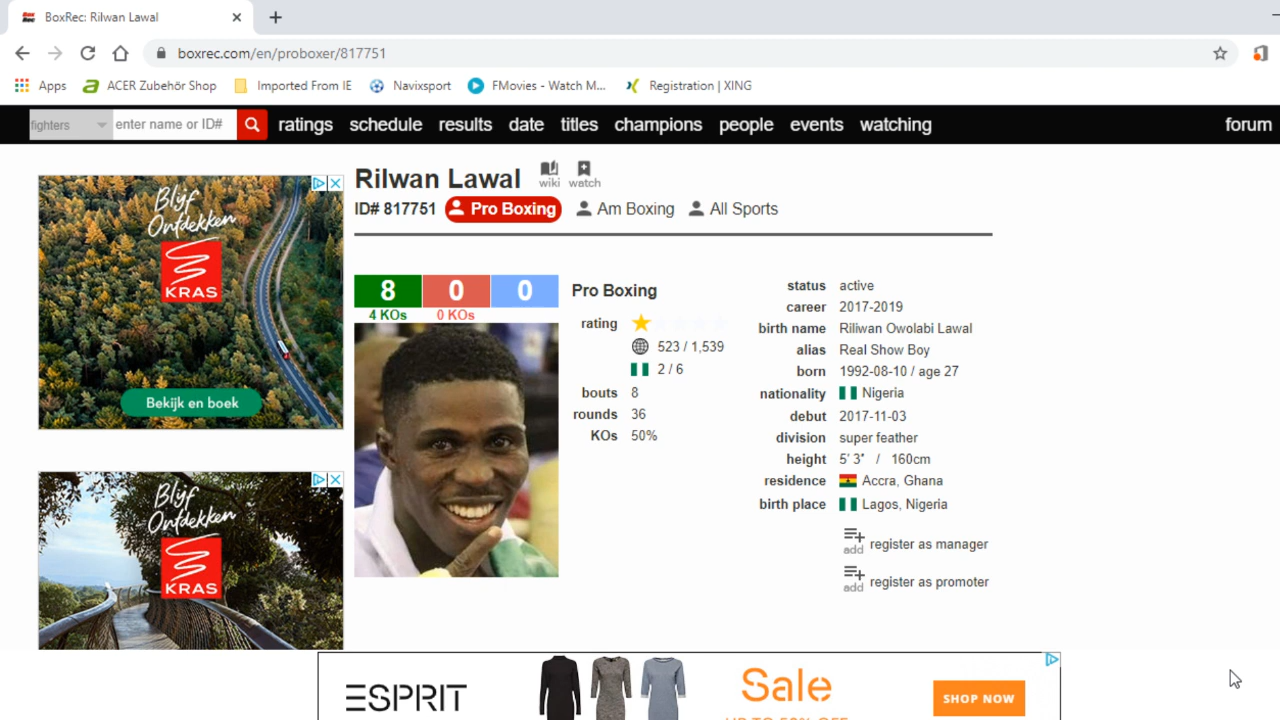 BoxRec: Rilwan Lawal
boxrec.com/en/proboxer/817751
Apps ACER Zubehör Shop Imported From IE Navixsport FMovies - Watch M... Registration | XING
fighters enter name or ID# ratings schedule results date titles champions people events watching forum
Rilwan Lawal wiki watch
ID# 817751 Pro Boxing Am Boxing All Sports
Blijf
Ontdekken
KRAS
Bekijk en boek
Blijf
Ontdekken
KRAS
8 0 0
4 KOs 0 KOs
Pro Boxing
rating
523 / 1,539
2 / 6
bouts 8
rounds 36
KOs 50%
status active
career 2017-2019
birth name Riliwan Owolabi Lawal
alias Real Show Boy
born 1992-08-10 / age 27
nationality Nigeria
debut 2017-11-03
division super feather
height 5′ 3″ / 160cm
residence Accra, Ghana
birth place Lagos, Nigeria
add register as manager
add register as promoter
ESPRIT
Sale
UP TO 50% OFF
SHOP NOW